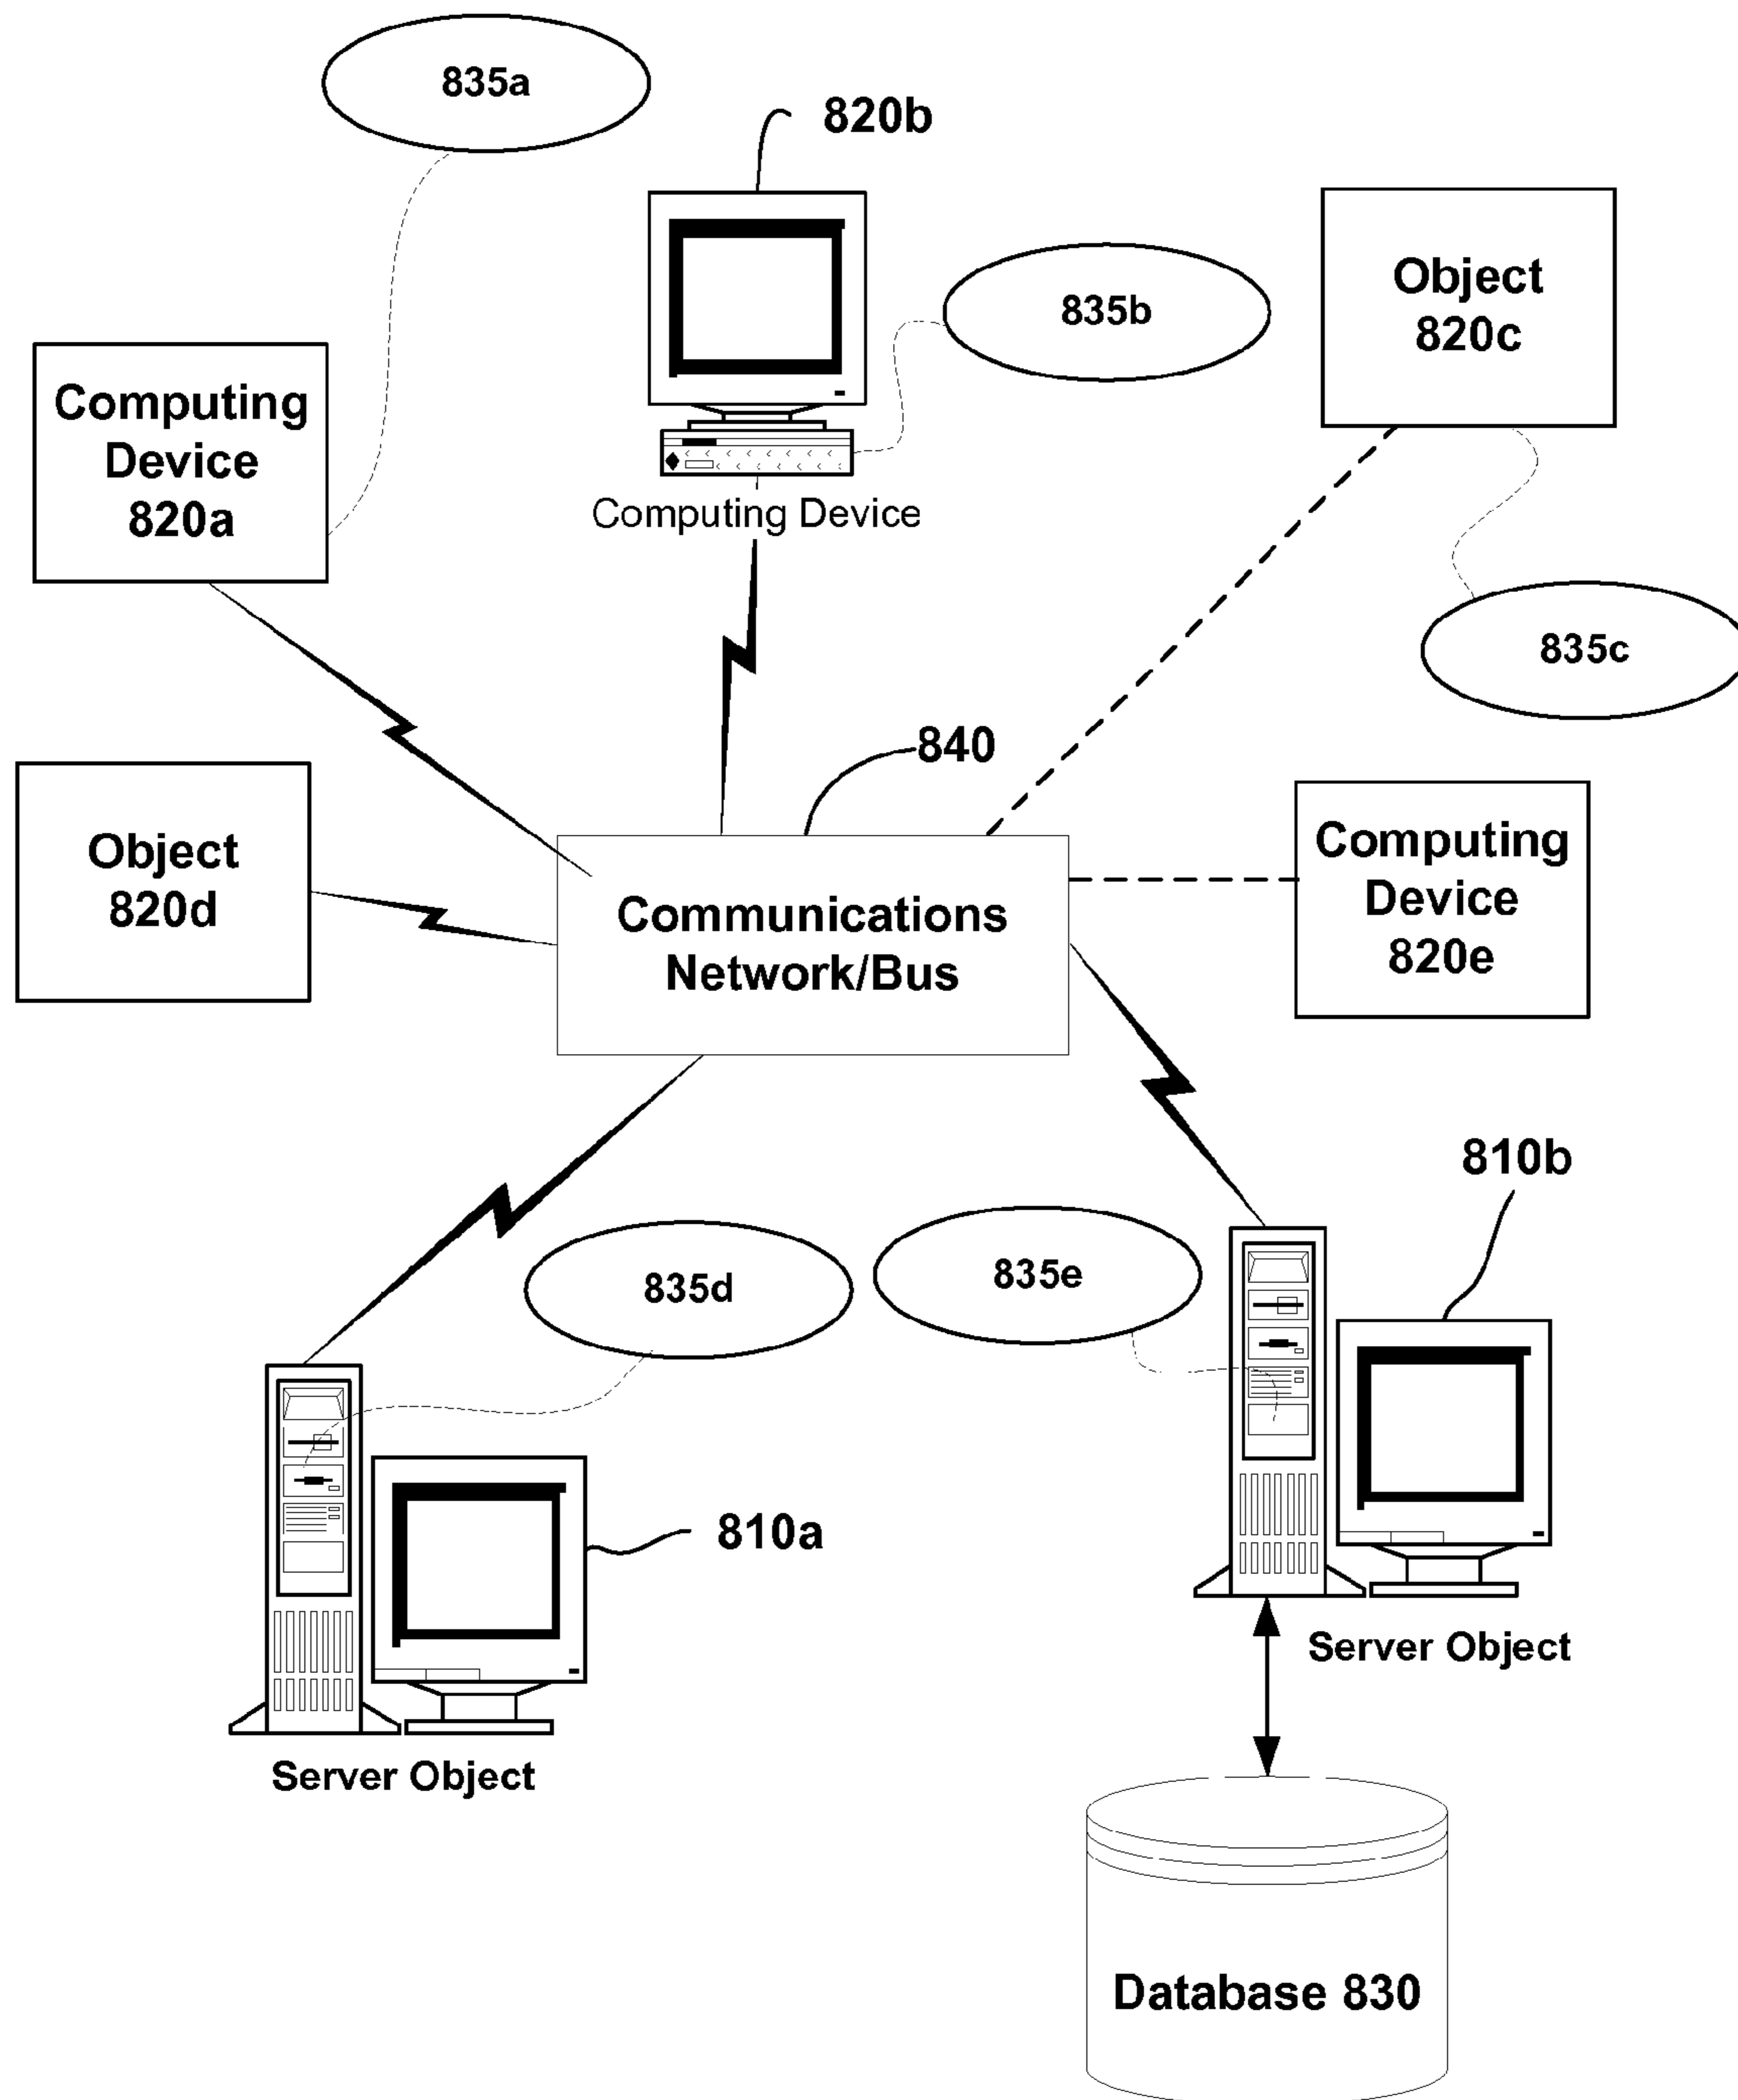 835a
820b
835b
Object
820c
Computing
Device
820a
Computing Device
835c
840
Object
820d
Communications
Network/Bus
Computing
Device
820e
810b
835d
835e
810a
Server Object
Server Object
Database 830